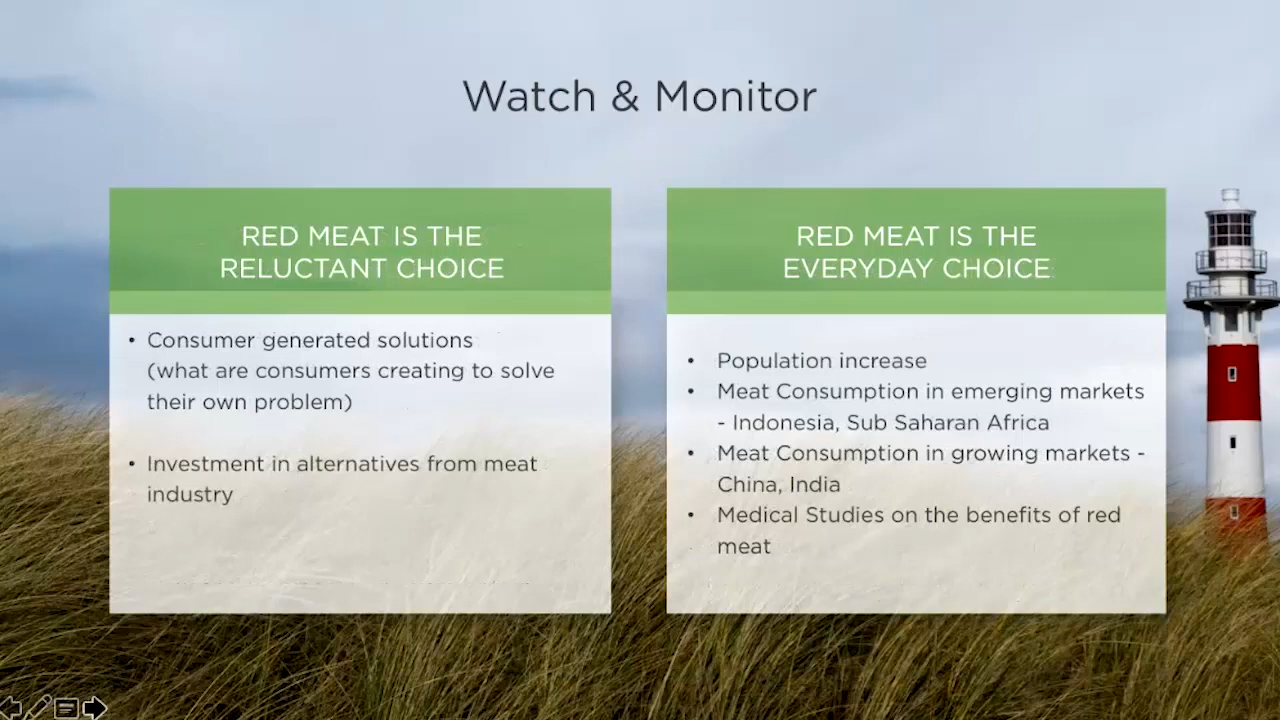 Watch & Monitor
RED MEAT IS THE
RELUCTANT CHOICE
• Consumer generated solutions
(what are consumers creating to solve
their own problem)
• Investment in alternatives from meat
industry
RED MEAT IS THE
EVERYDAY CHOICE
• Population increase
• Meat Consumption in emerging markets
- Indonesia, Sub Saharan Africa
• Meat Consumption in growing markets -
China, India
• Medical Studies on the benefits of red
meat